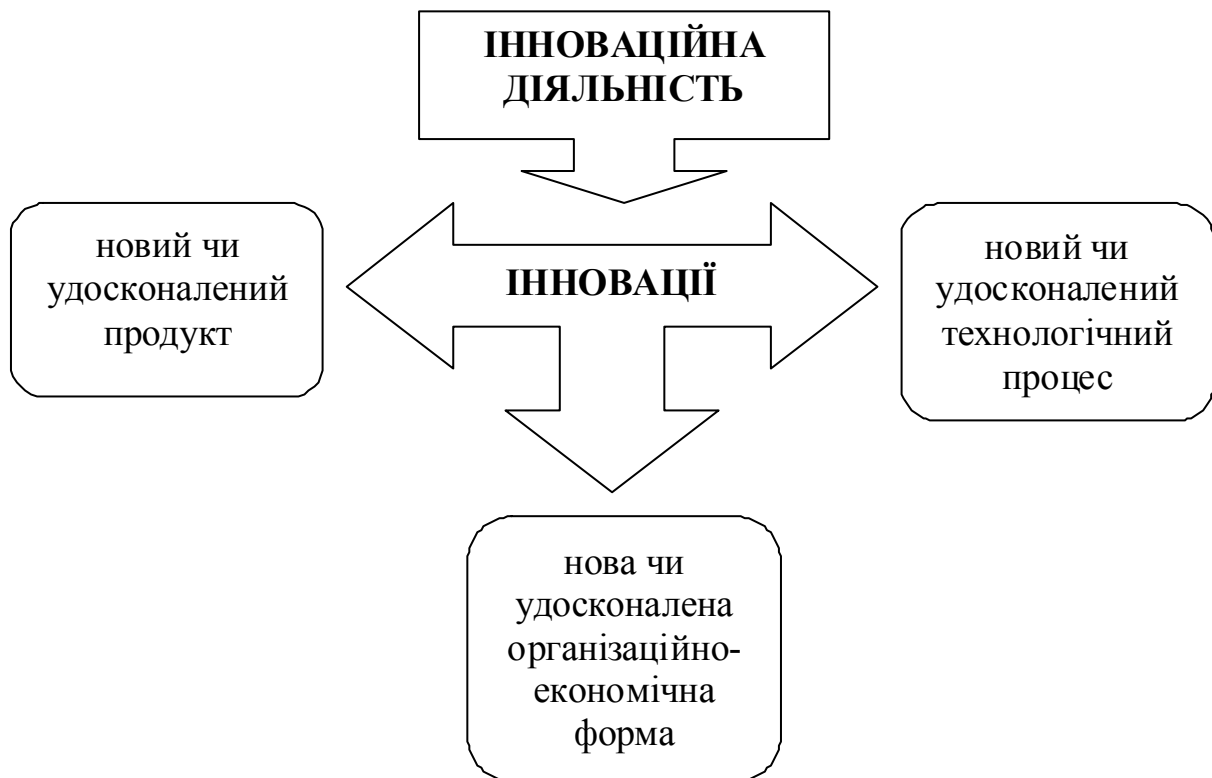 ІННОВАЦІЙНА
ДІЯЛЬНІСТЬ
новий чи
удосконалений
продукт
ІННОВАЦІЇ
новий чи
удосконалений
технологічний
процес
нова чи
удосконалена
організаційно-
економічна
форма